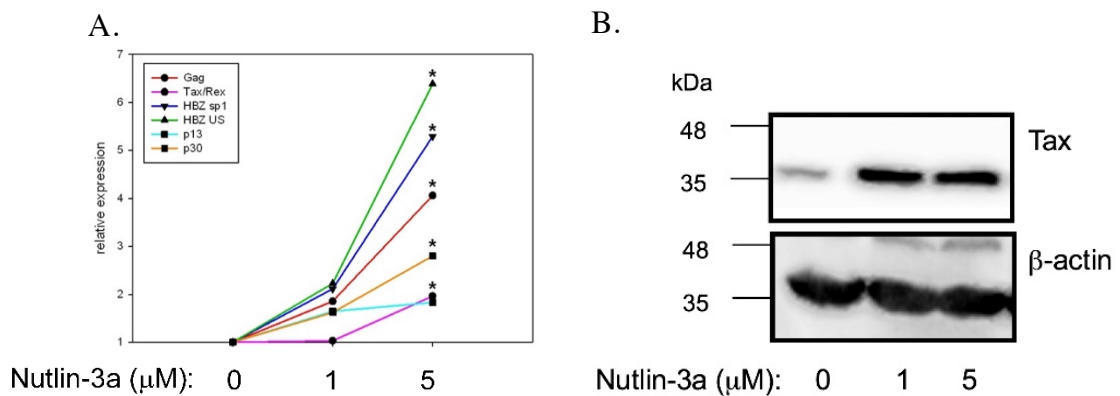 A.
7
6
5
4
3
2
1
relative expression
Gag
Tax/Rex
HBZ sp1
HBZ US
p13
p30
*
*
*
*
*
Nutlin-3a (μM): 0 1 5
B.
kDa
48
35
Tax
48
35
β-actin
Nutlin-3a (μM): 0 1 5